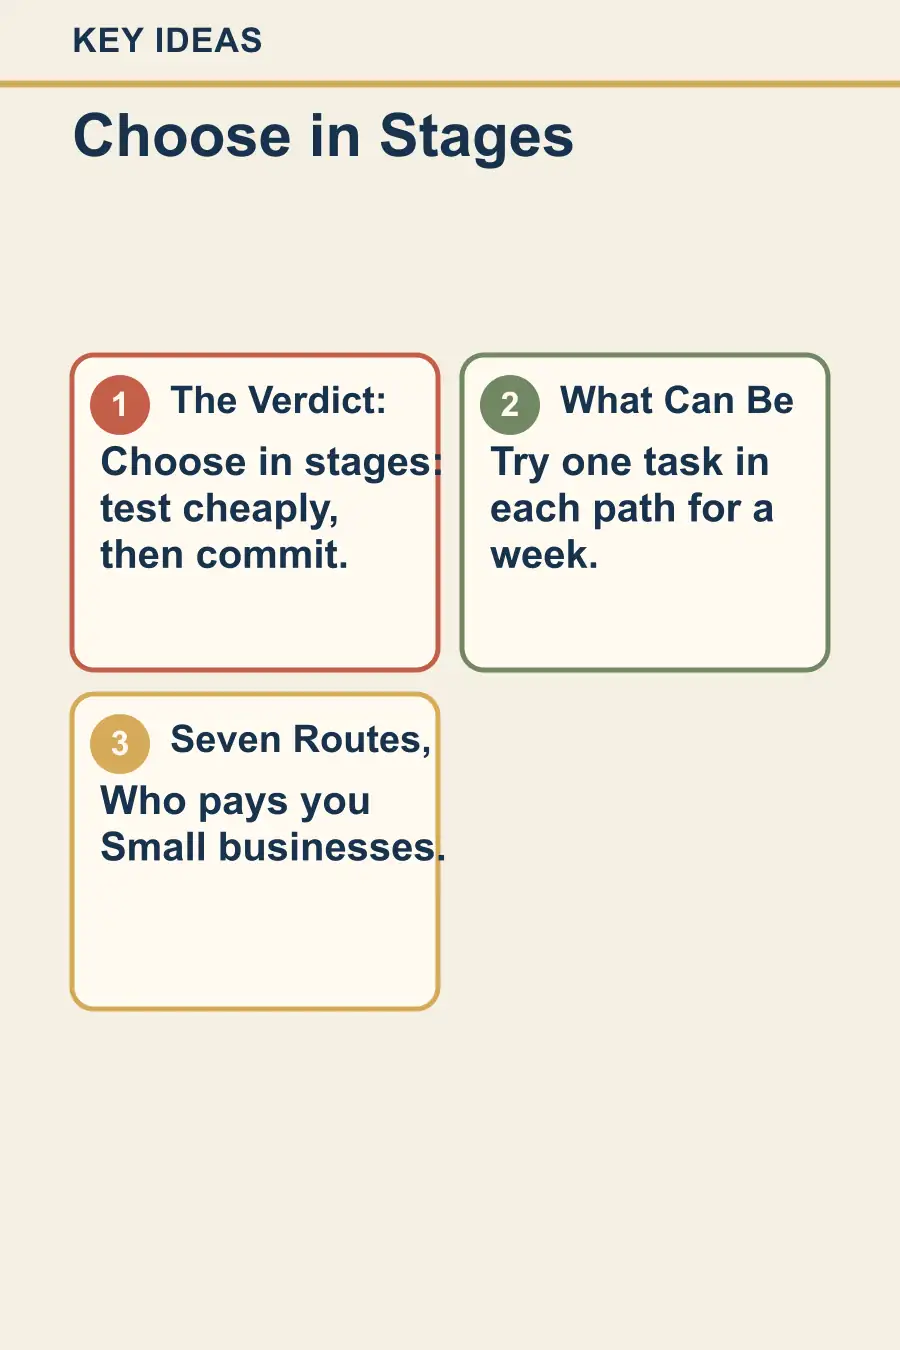 KEY IDEAS
Choose in Stages
1 The Verdict:
Choose in stages:
test cheaply,
then commit.
2 What Can Be
Try one task in
each path for a
week.
3 Seven Routes,
Who pays you
Small businesses.